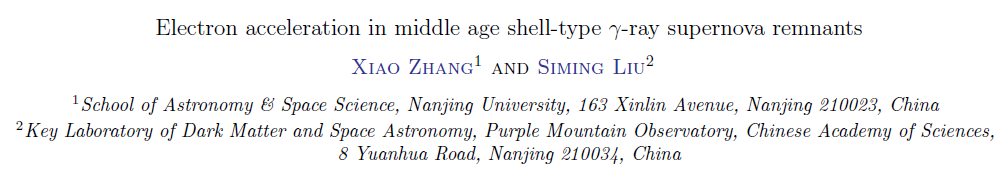 Electron acceleration in middle age shell-type γ-ray supernova remnants
Xiao Zhang¹ and Siming Liu²
¹School of Astronomy & Space Science, Nanjing University, 163 Xinlin Avenue, Nanjing 210023, China
²Key Laboratory of Dark Matter and Space Astronomy, Purple Mountain Observatory, Chinese Academy of Sciences,
8 Yuanhua Road, Nanjing 210034, China